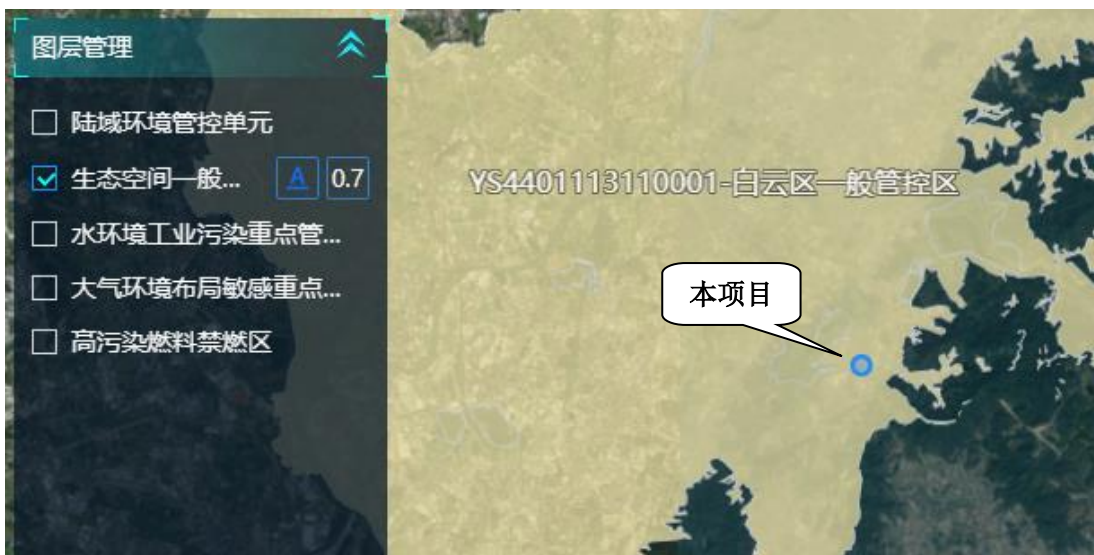 图层管理
陆域环境管控单元
生态空间一般... A 0.7
水环境工业污染重点管...
大气环境布局敏感重点...
高污染燃料禁燃区
YS4401113110001-白云区一般管控区
本项目